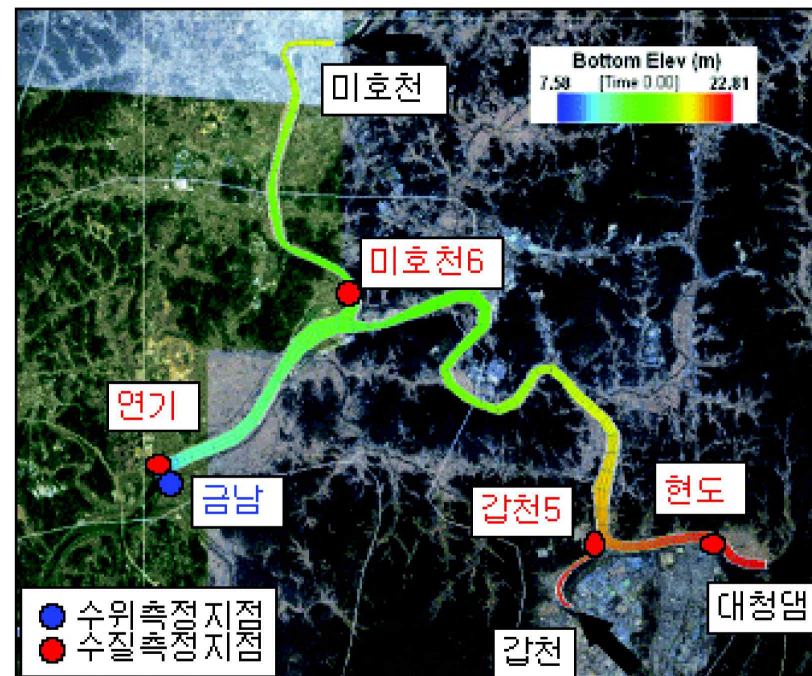 Bottom Elev (m)
7.58 [Time 0.00] 22.81
미호천
미호천6
연기
금남
갑천5
현도
대청댐
갑천
수위측정지점
수질측정지점